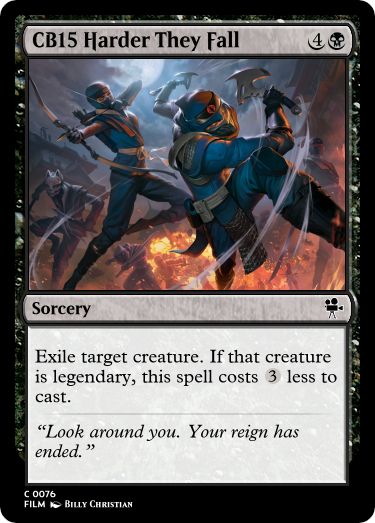 CB15 Harder They Fall 4
Sorcery
Exile target creature. If that creature
is legendary, this spell costs 3 less to
cast.
“Look around you. Your reign has
ended.”
C 0076
FILM Billy Christian